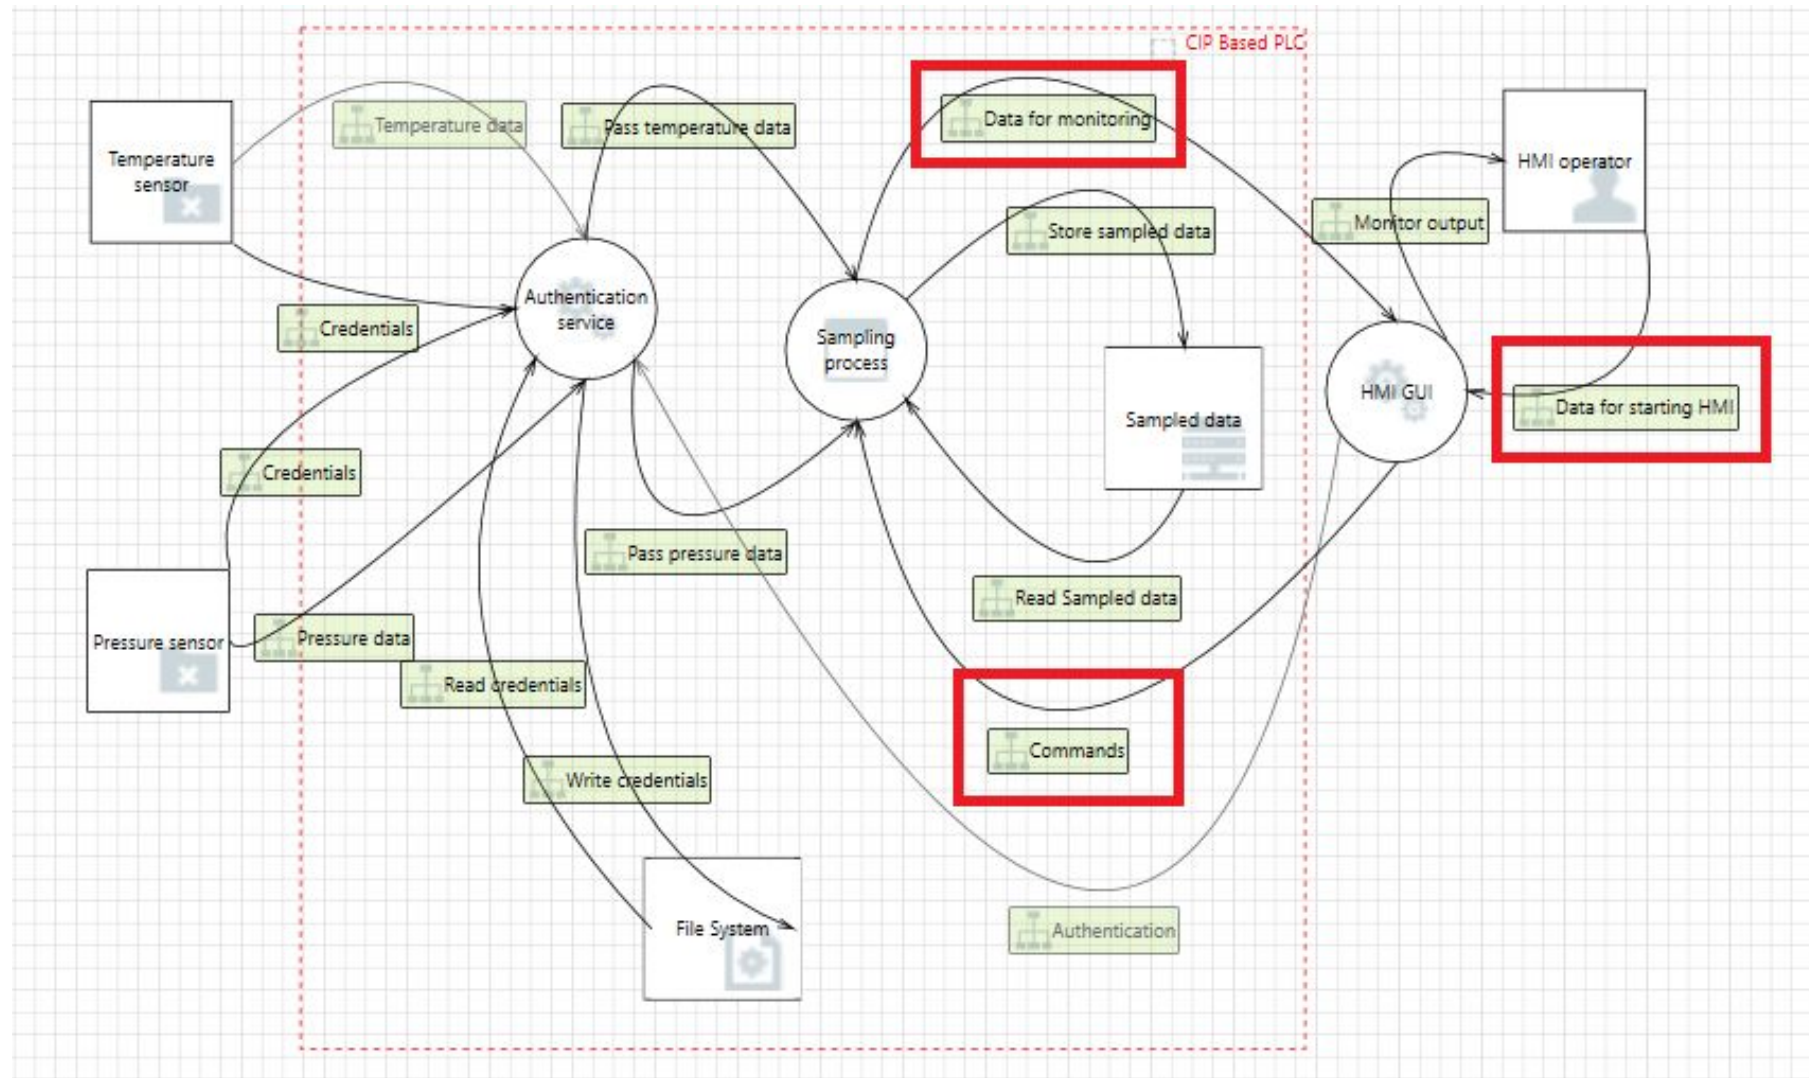 CIP Based PLC
Temperature data
Pass temperature data
Data for monitoring
Temperature
sensor
HMI operator
Store sampled data
Monitor output
Authentication
service
Credentials
Sampling
process
HMI GUI
Data for starting HMI
Sampled data
Credentials
Pass pressure data
Read Sampled data
Pressure sensor
Pressure data
Read credentials
Commands
Write credentials
File System
Authentication